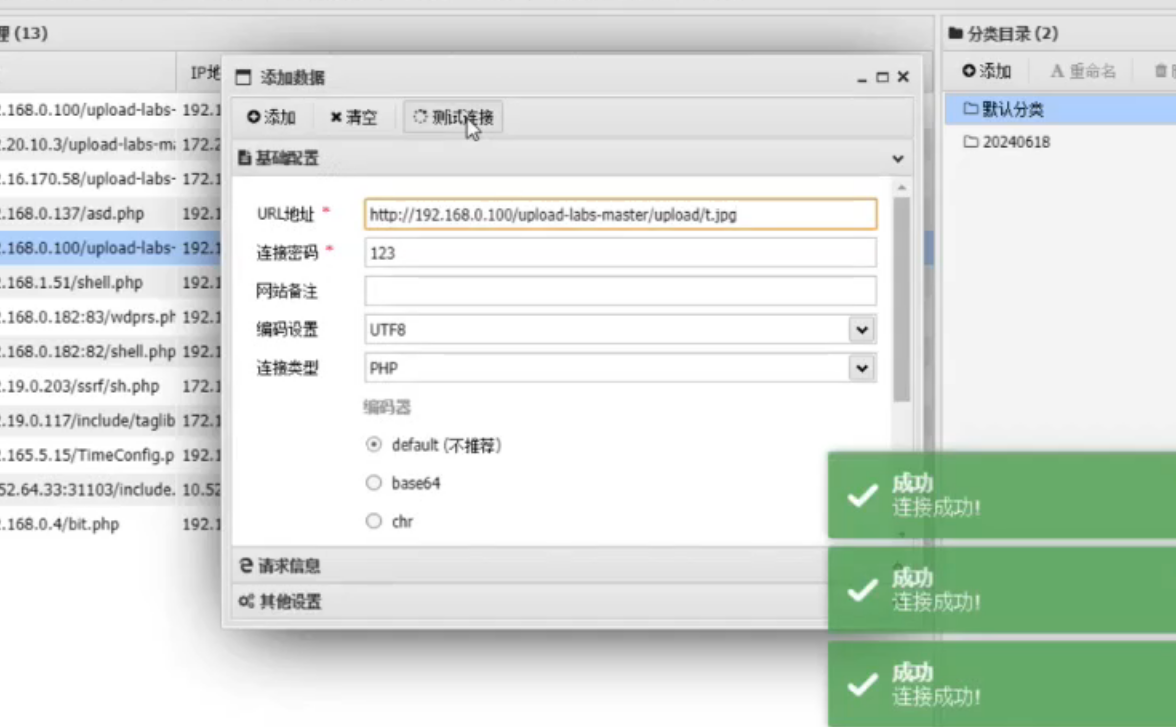 理 (13)
分类目录 (2)
IP地
添加数据
添加
重命名
添加
清空
测试连接
默认分类
20240618
基础配置
.168.0.100/upload-labs- 192.1
.20.10.3/upload-labs-ma 172.2
.16.170.58/upload-labs- 172.1
.168.0.137/asd.php 192.1
.168.0.100/upload-labs- 192.1
.168.1.51/shell.php 192.1
.168.0.182:83/wdprs.ph 192.1
.168.0.182:82/shell.php 192.1
.19.0.203/ssrf/sh.php 172.1
.19.0.117/include/taglib 172.1
.165.5.15/TimeConfig.p 192.1
52.64.33:31103/include. 10.52
.168.0.4/bit.php 192.1
URL地址 * http://192.168.0.100/upload-labs-master/upload/t.jpg
连接密码 * 123
网站备注
编码设置 UTF8
连接类型 PHP
编码器
default (不推荐)
base64
chr
请求信息
其他设置
成功
连接成功!
成功
连接成功!
成功
连接成功!